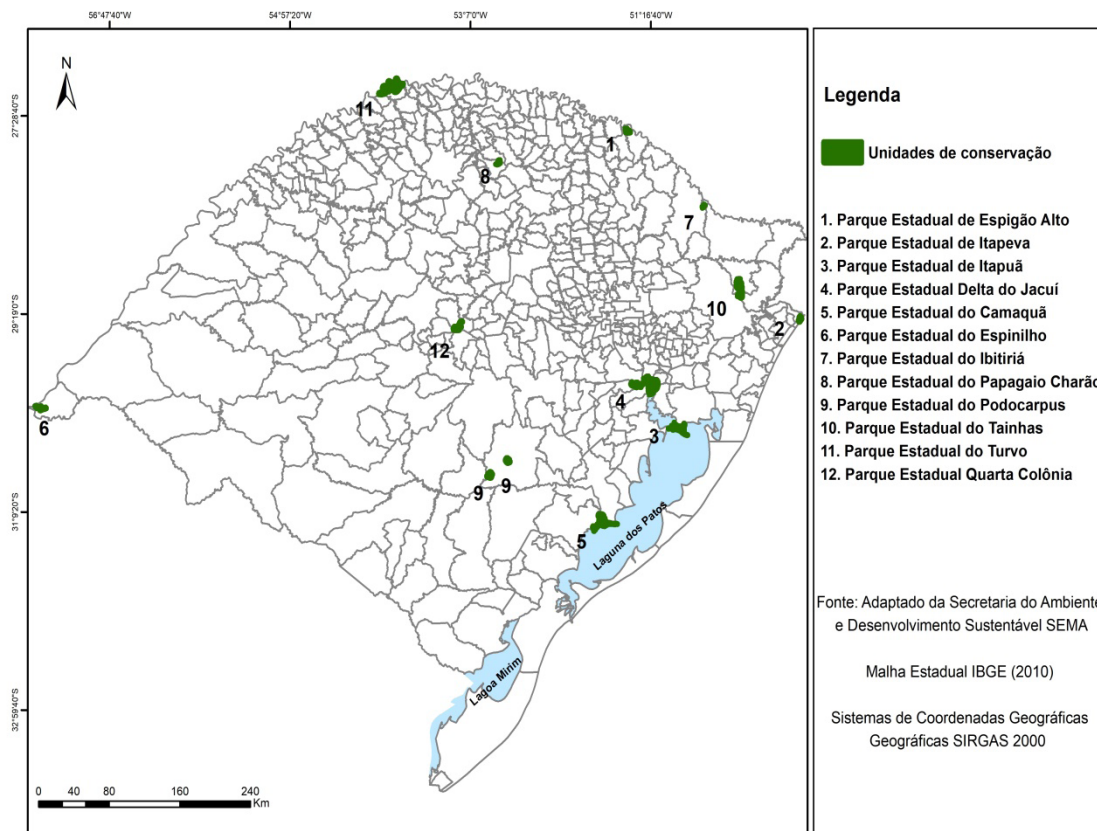 56°47'40"W
54°57'20"W
53°7'0"W
51°16'40"W
27°28'40"S
29°19'0"S
31°9'20"S
32°59'40"S
N
11
1
8
7
10
2
12
4
6
3
9
9
5
Laguna dos Patos
Lagoa Mirim
0 40 80 160 240
Km
Legenda
Unidades de conservação
1. Parque Estadual de Espigão Alto
2. Parque Estadual de Itapeva
3. Parque Estadual de Itapuã
4. Parque Estadual Delta do Jacuí
5. Parque Estadual do Camaquã
6. Parque Estadual do Espinilho
7. Parque Estadual do Ibitiriá
8. Parque Estadual do Papagaio Charão
9. Parque Estadual do Podocarpus
10. Parque Estadual do Tainhas
11. Parque Estadual do Turvo
12. Parque Estadual Quarta Colônia
Fonte: Adaptado da Secretaria do Ambiente
e Desenvolvimento Sustentável SEMA
Malha Estadual IBGE (2010)
Sistemas de Coordenadas Geográficas
Geográficas SIRGAS 2000